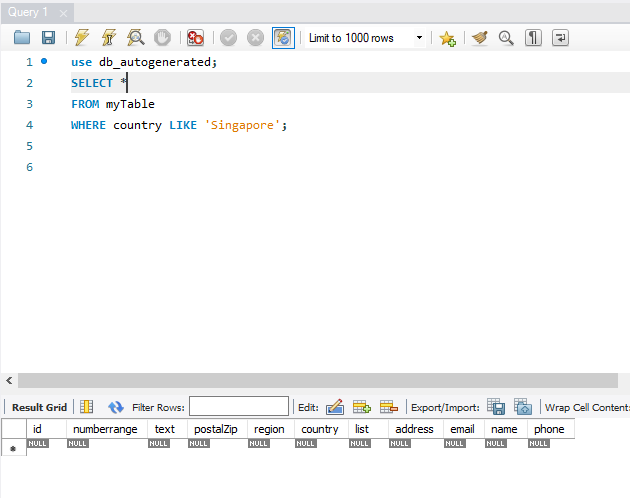 Query 1
Limit to 1000 rows
1 use db_autogenerated;
2 SELECT *
3 FROM myTable
4 WHERE country LIKE 'Singapore';
5
6
Result Grid Filter Rows: Edit: Export/Import: Wrap Cell Content:
id numberrange text postalZip region country list address email name phone
NULL NULL NULL NULL NULL NULL NULL NULL NULL NULL NULL